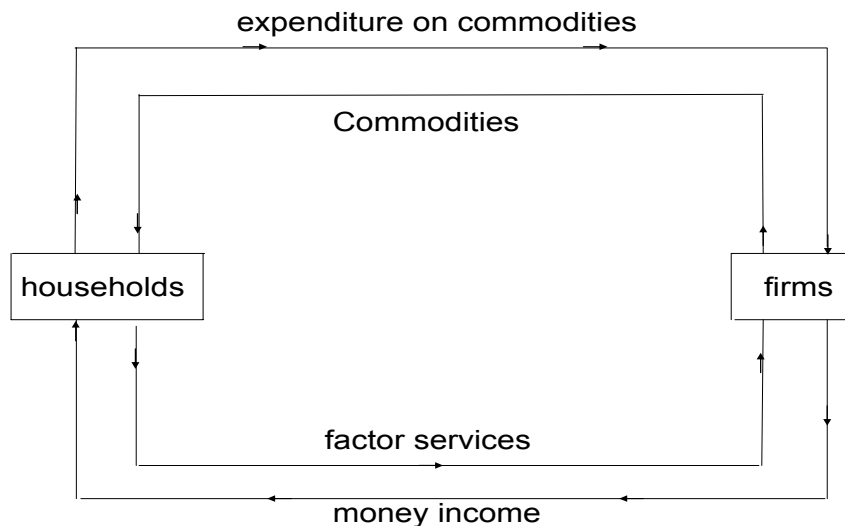 expenditure on commodities
Commodities
households
firms
factor services
money income